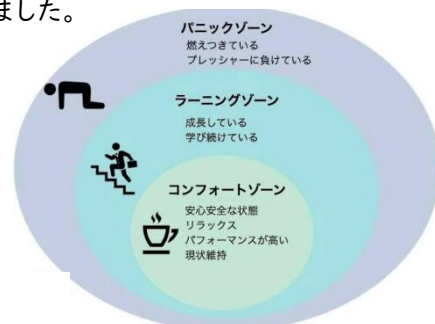 ました。
パニックゾーン
燃えつきている
プレッシャーに負けている
ラーニングゾーン
成長している
学び続けている
コンフォートゾーン
安心安全な状態
リラックス
パフォーマンスが高い
現状維持